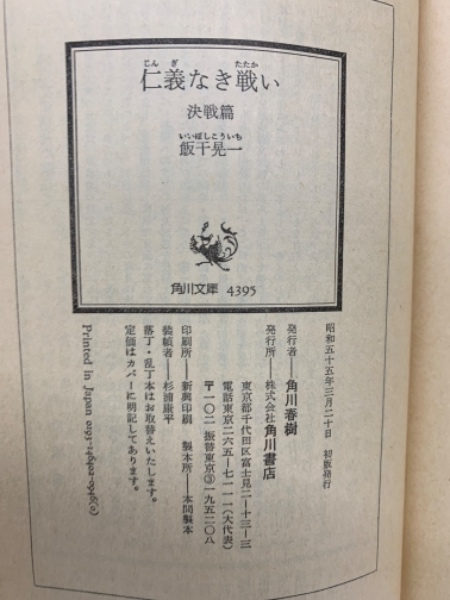 じん ぎ たたか
仁義なき戦い
決戦篇
いいぼしこういち
飯干晃一
角川文庫 4395
昭和五十五年三月二十日 初版発行
発行者――角川春樹
発行所――株式会社 角川書店
東京都千代田区富士見二―十三―三
電話東京二六五―七一一一(大代表)
〒一〇二 振替東京③一九五二〇八
印刷所――新興印刷 製本所――本間製本
装幀者――杉浦康平
落丁・乱丁本はお取替えいたします。
定価はカバーに明記してあります。
Printed in Japan 0193-146402-0946(0)